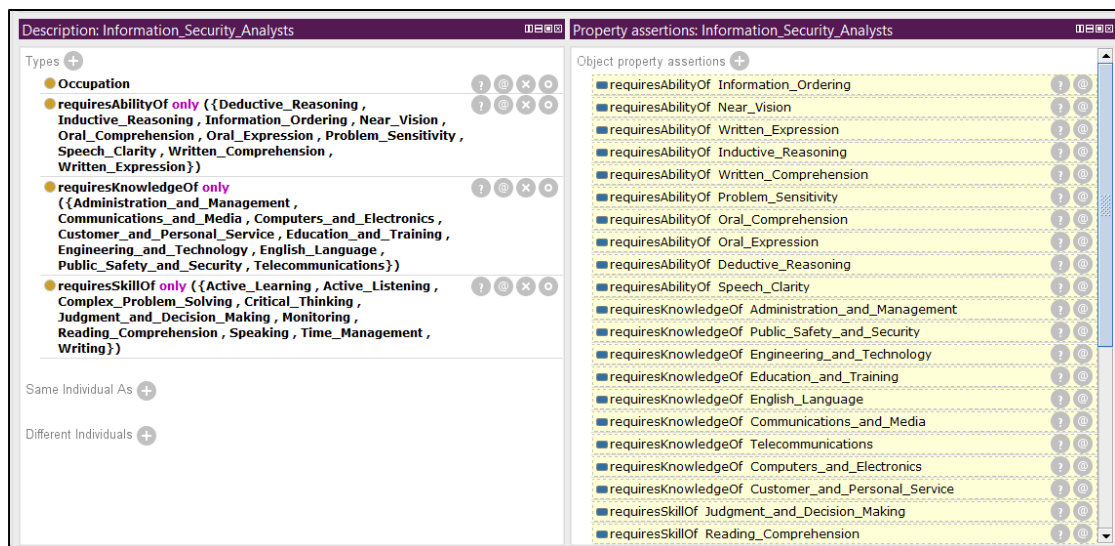 Description: Information_Security_Analysts
Types
Occupation
requiresAbilityOf only ({Deductive_Reasoning ,
Inductive_Reasoning , Information_Ordering , Near_Vision ,
Oral_Comprehension , Oral_Expression , Problem_Sensitivity ,
Speech_Clarity , Written_Comprehension ,
Written_Expression})
requiresKnowledgeOf only
({Administration_and_Management ,
Communications_and_Media , Computers_and_Electronics ,
Customer_and_Personal_Service , Education_and_Training ,
Engineering_and_Technology , English_Language ,
Public_Safety_and_Security , Telecommunications})
requiresSkillOf only ({Active_Learning , Active_Listening ,
Complex_Problem_Solving , Critical_Thinking ,
Judgment_and_Decision_Making , Monitoring ,
Reading_Comprehension , Speaking , Time_Management ,
Writing})
Same Individual As
Different Individuals
Property assertions: Information_Security_Analysts
Object property assertions
requiresAbilityOf Information_Ordering
requiresAbilityOf Near_Vision
requiresAbilityOf Written_Expression
requiresAbilityOf Inductive_Reasoning
requiresAbilityOf Written_Comprehension
requiresAbilityOf Problem_Sensitivity
requiresAbilityOf Oral_Comprehension
requiresAbilityOf Oral_Expression
requiresAbilityOf Deductive_Reasoning
requiresAbilityOf Speech_Clarity
requiresKnowledgeOf Administration_and_Management
requiresKnowledgeOf Public_Safety_and_Security
requiresKnowledgeOf Engineering_and_Technology
requiresKnowledgeOf Education_and_Training
requiresKnowledgeOf English_Language
requiresKnowledgeOf Communications_and_Media
requiresKnowledgeOf Telecommunications
requiresKnowledgeOf Computers_and_Electronics
requiresKnowledgeOf Customer_and_Personal_Service
requiresSkillOf Judgment_and_Decision_Making
requiresSkillOf Reading_Comprehension